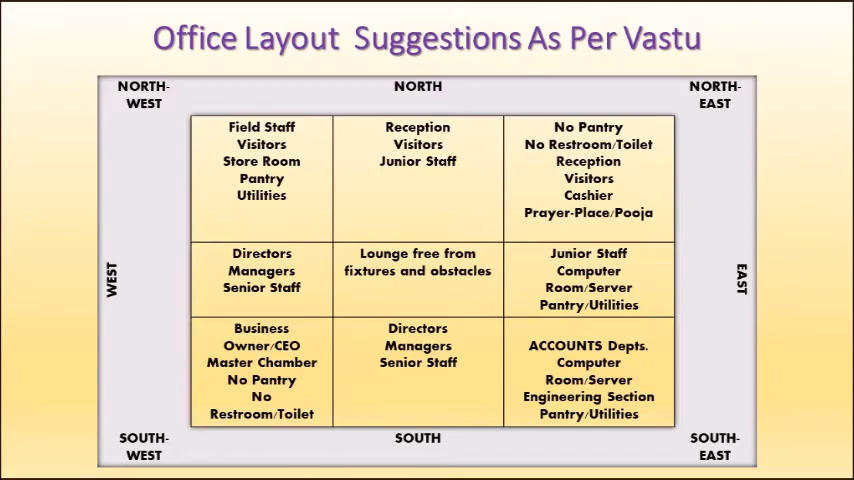 Office Layout Suggestions As Per Vastu
NORTH-
WEST
NORTH
NORTH-
EAST
Field Staff
Visitors
Store Room
Pantry
Utilities
Reception
Visitors
Junior Staff
No Pantry
No Restroom/Toilet
Reception
Visitors
Cashier
Prayer-Place/Pooja
WEST
Directors
Managers
Senior Staff
Lounge free from
fixtures and obstacles
Junior Staff
Computer
Room/Server
Pantry/Utilities
EAST
Business
Owner/CEO
Master Chamber
No Pantry
No
Restroom/Toilet
Directors
Managers
Senior Staff
ACCOUNTS Depts.
Computer
Room/Server
Engineering Section
Pantry/Utilities
SOUTH-
WEST
SOUTH
SOUTH-
EAST